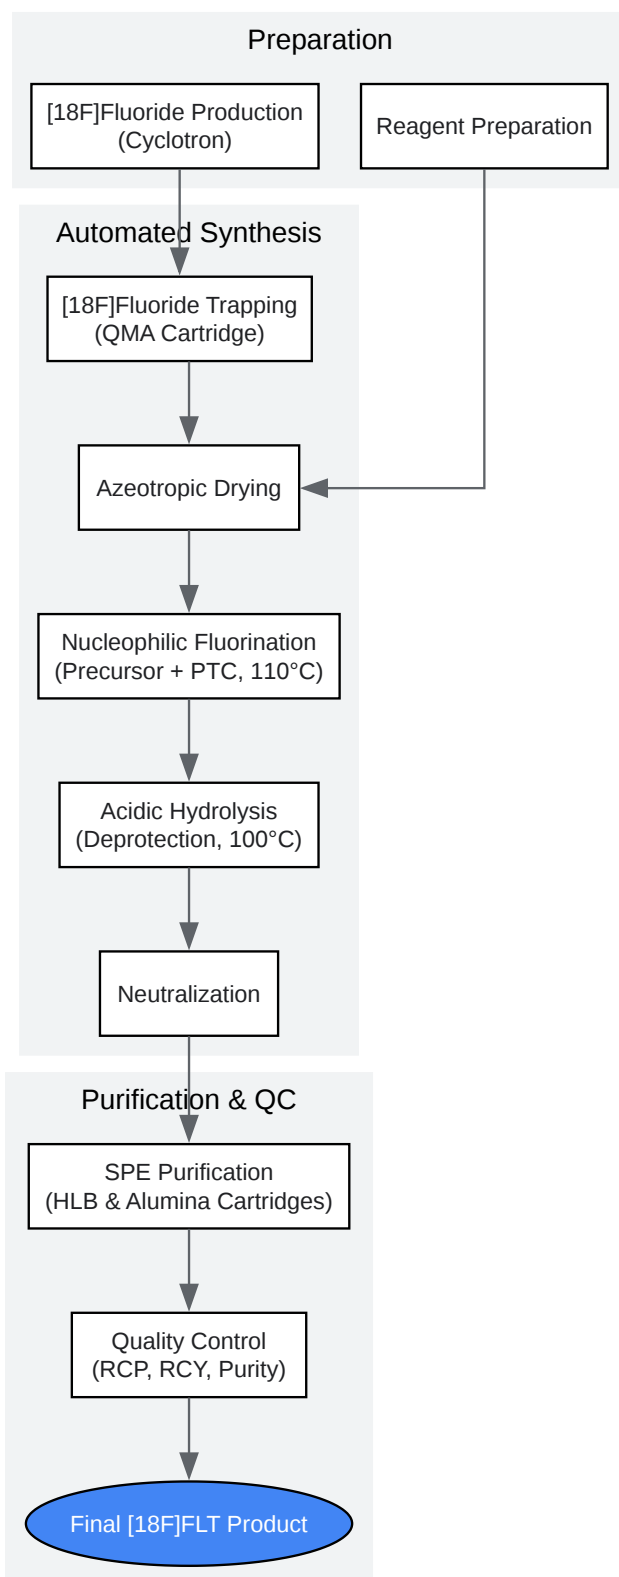 Preparation
[18F]Fluoride Production
(Cyclotron)
Reagent Preparation
Automated Synthesis
[18F]Fluoride Trapping
(QMA Cartridge)
Azeotropic Drying
Nucleophilic Fluorination
(Precursor + PTC, 110°C)
Acidic Hydrolysis
(Deprotection, 100°C)
Neutralization
Purification & QC
SPE Purification
(HLB & Alumina Cartridges)
Quality Control
(RCP, RCY, Purity)
Final [18F]FLT Product